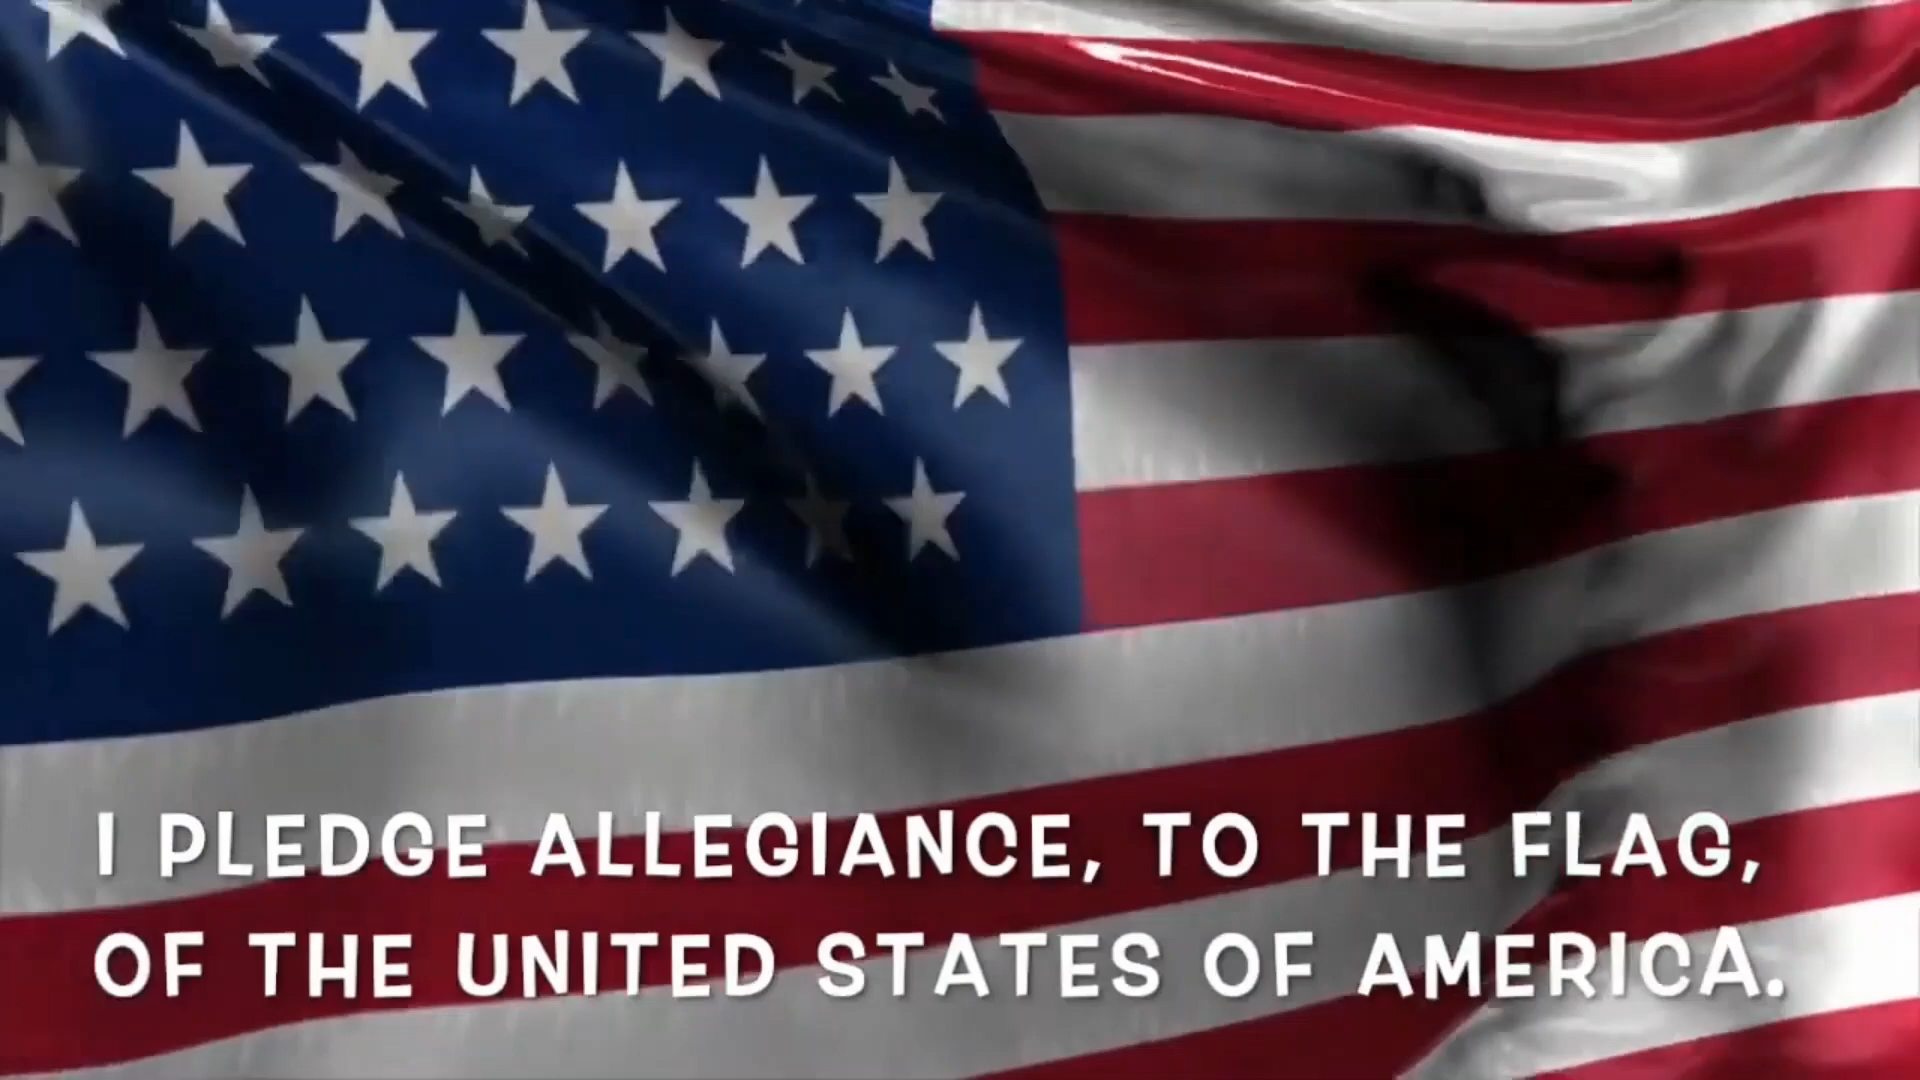 I PLEDGE ALLEGIANCE, TO THE FLAG,
OF THE UNITED STATES OF AMERICA.